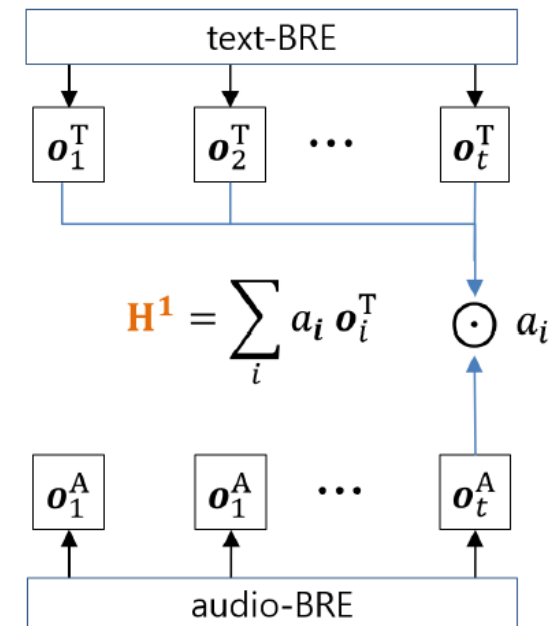 text-BRE
o₁ᵀ o₂ᵀ ⋯ oₜᵀ
H¹ = ∑ᵢ aᵢ oᵢᵀ ⊙ aᵢ
o₁ᴬ o₁ᴬ ⋯ oₜᴬ
audio-BRE